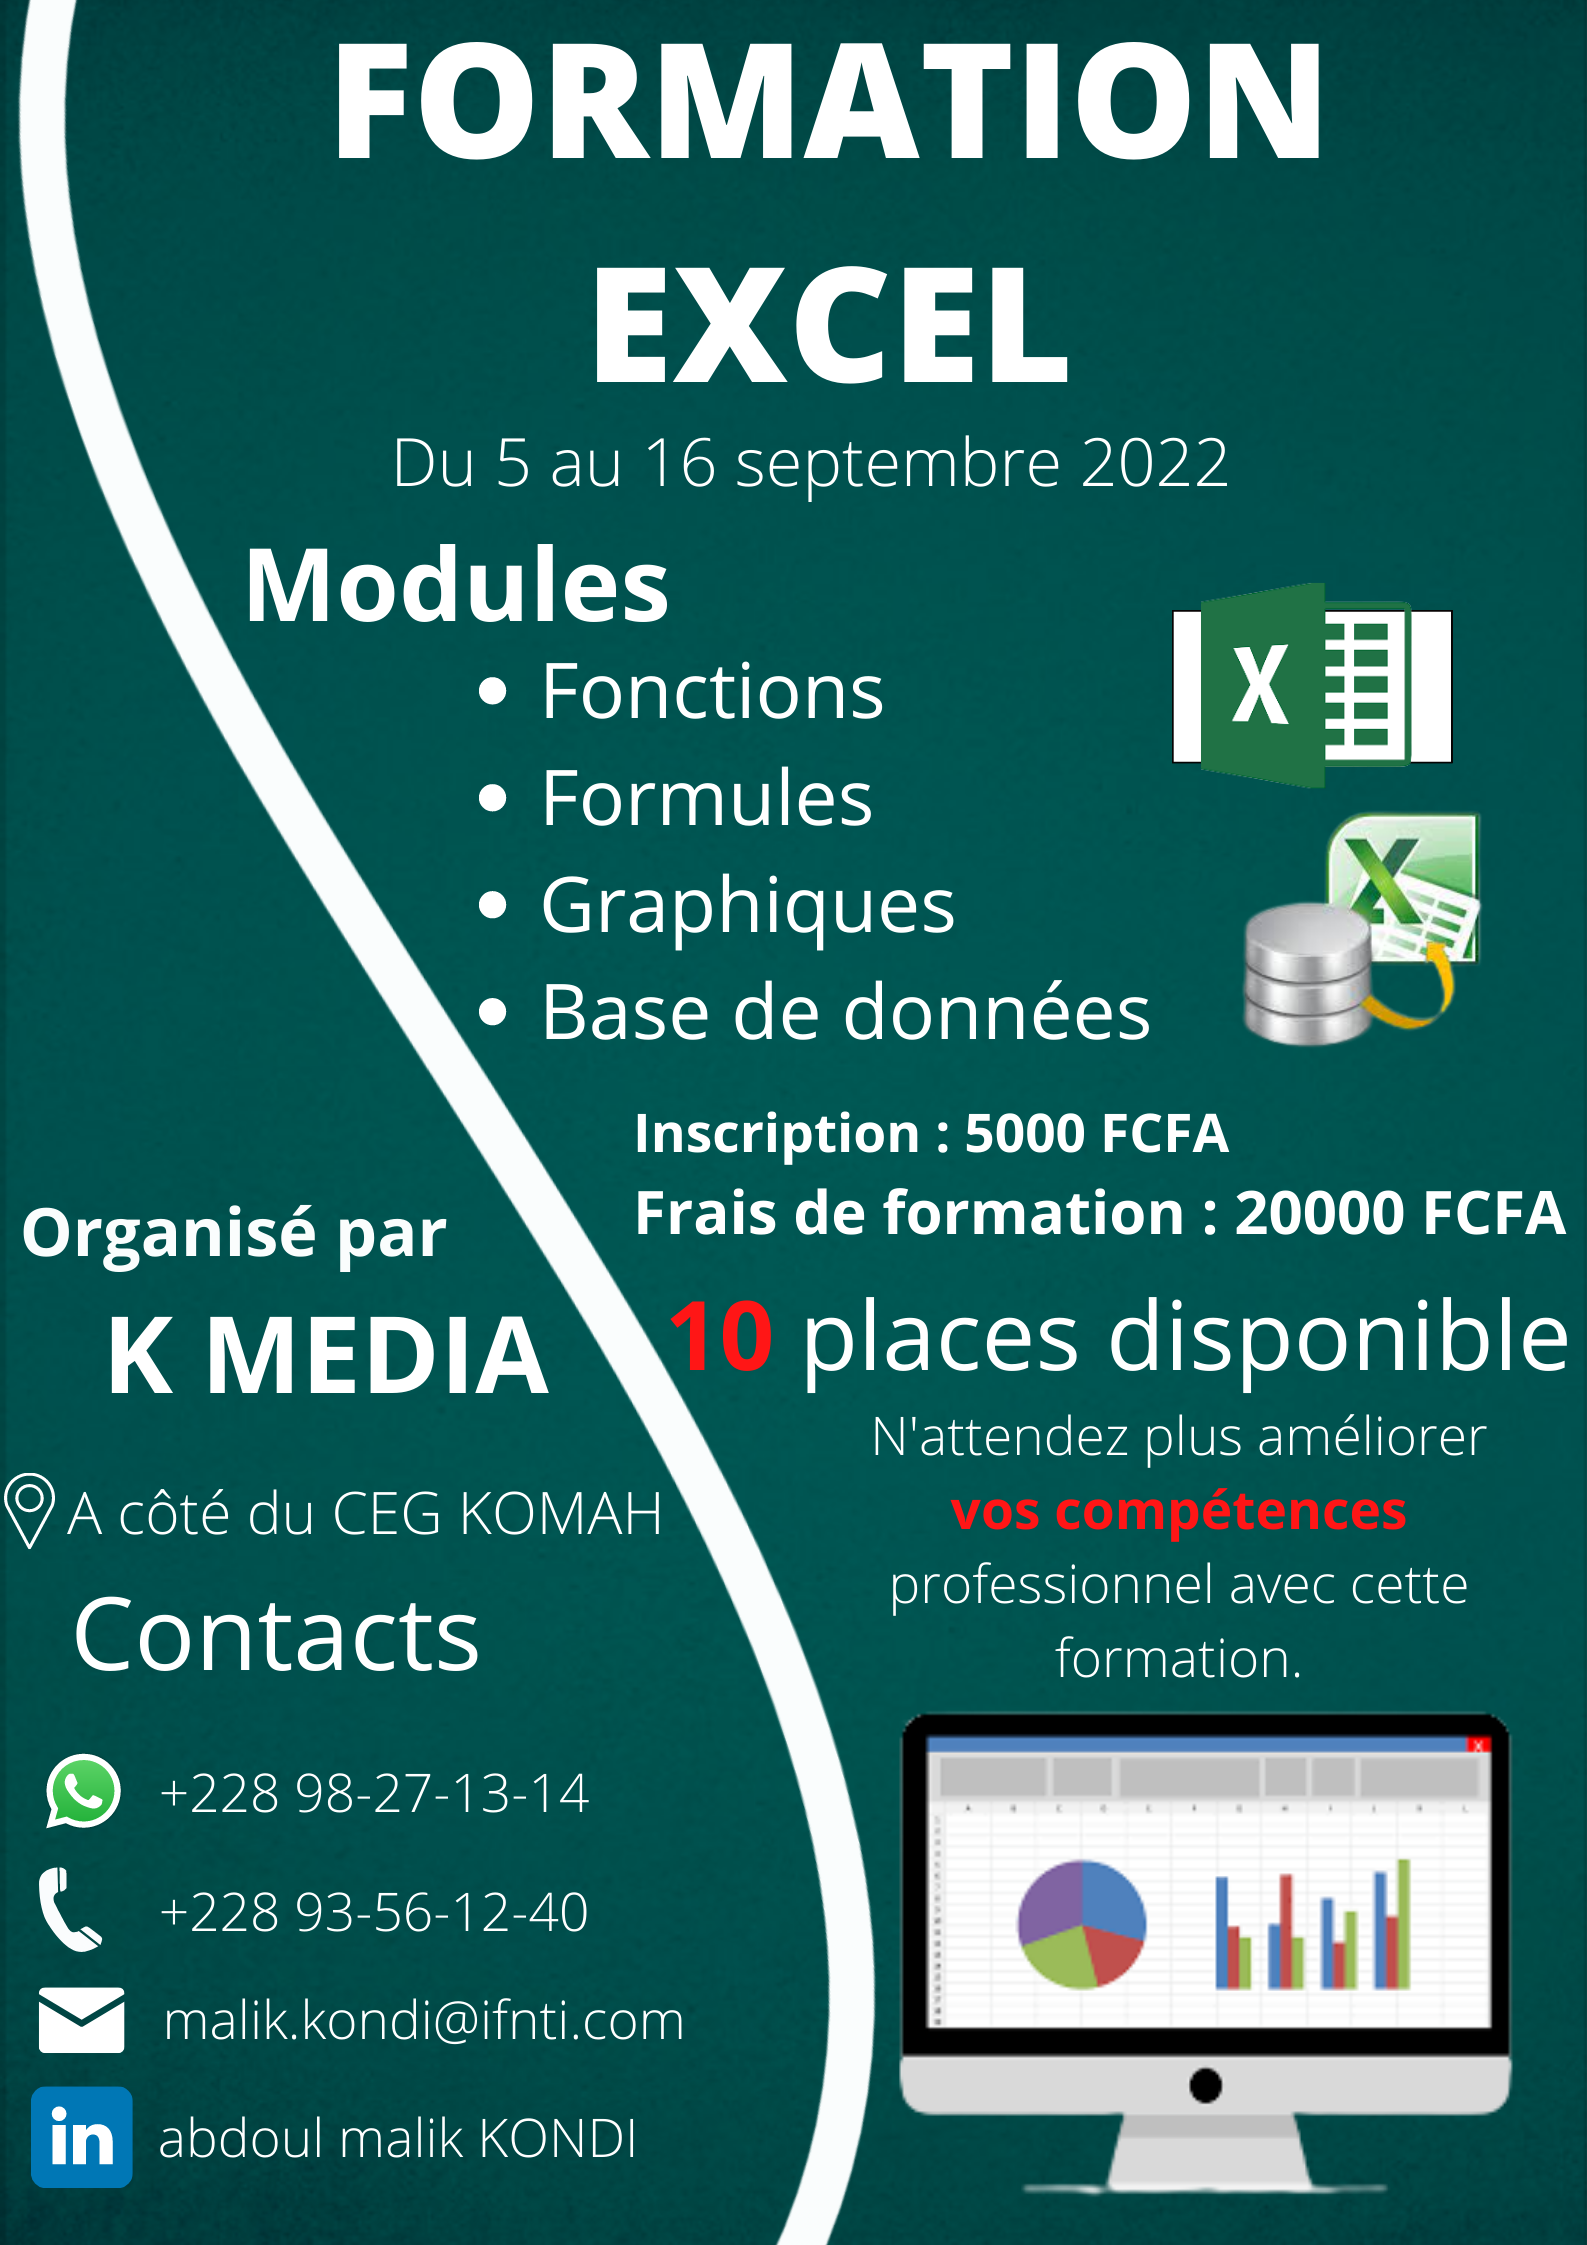 FORMATION
EXCEL
Du 5 au 16 septembre 2022
Modules
• Fonctions
• Formules
• Graphiques
• Base de données
Inscription : 5000 FCFA
Frais de formation : 20000 FCFA
10 places disponible
N'attendez plus améliorer
vos compétences
professionnel avec cette
formation.
Organisé par
K MEDIA
A côté du CEG KOMAH
Contacts
+228 98-27-13-14
+228 93-56-12-40
malik.kondi@ifnti.com
in abdoul malik KONDI
X
X
X